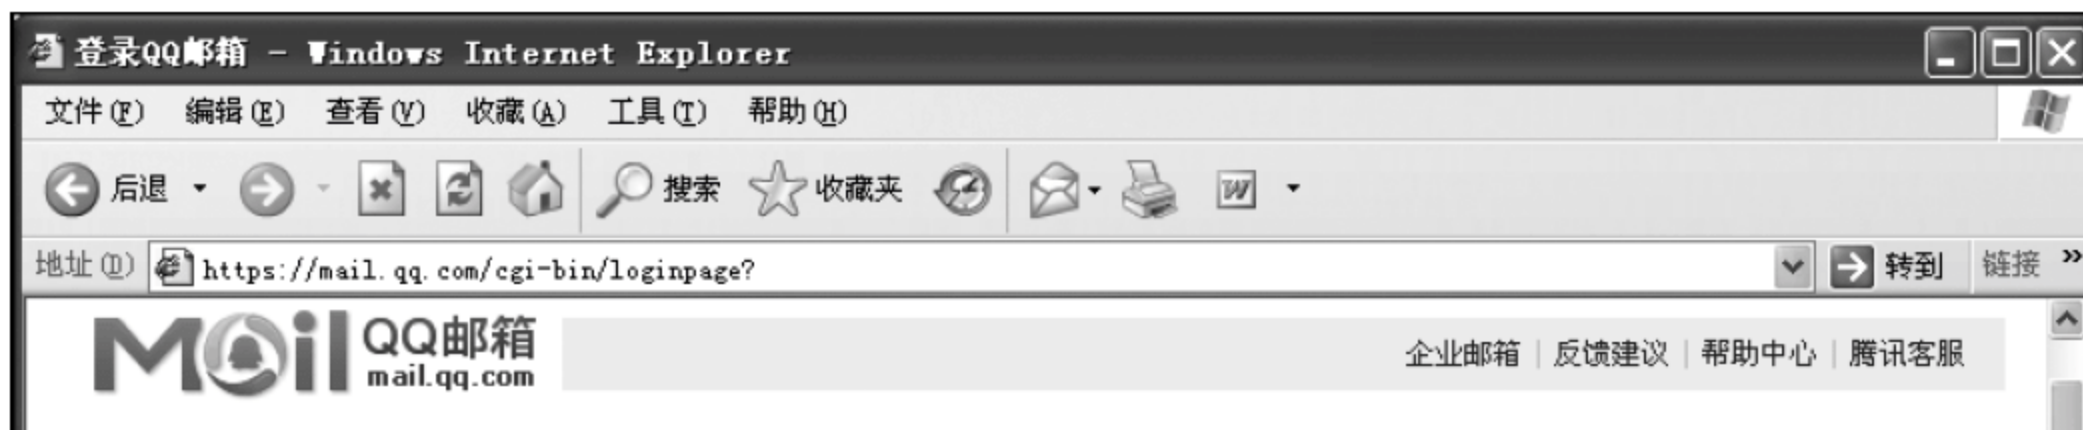 登录QQ邮箱 - Windows Internet Explorer
文件(F) 编辑(E) 查看(V) 收藏(A) 工具(T) 帮助(H)
后退 搜索 收藏夹 W
地址(D) https://mail.qq.com/cgi-bin/loginpage? 转到 链接 »
Mail QQ邮箱 企业邮箱 | 反馈建议 | 帮助中心 | 腾讯客服
mail.qq.com